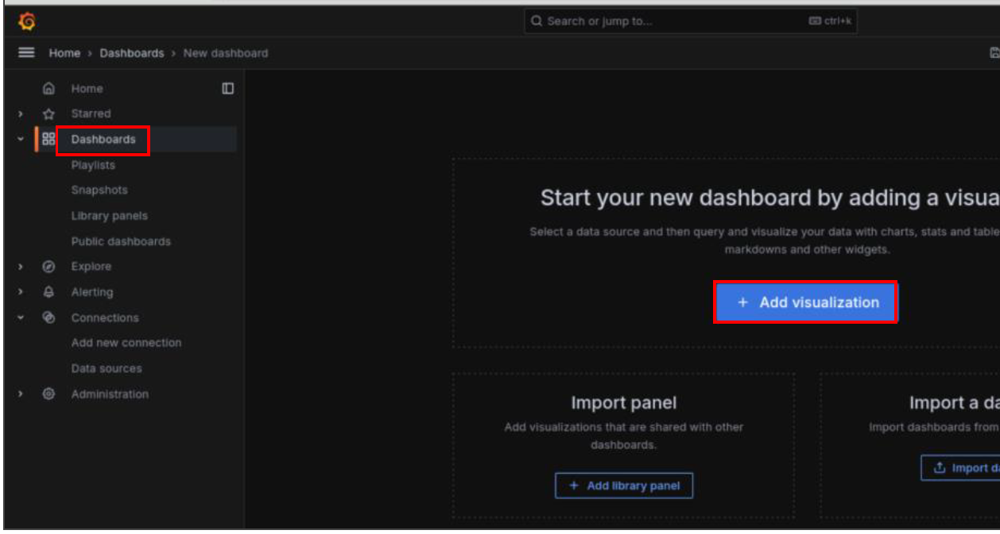 Search or jump to...
ctrl+k
Home › Dashboards › New dashboard
Home
Starred
Dashboards
Playlists
Snapshots
Library panels
Public dashboards
Explore
Alerting
Connections
Add new connection
Data sources
Administration
Start your new dashboard by adding a visua
Select a data source and then query and visualize your data with charts, stats and table
markdowns and other widgets.
+ Add visualization
Import panel
Add visualizations that are shared with other
dashboards.
+ Add library panel
Import a da
Import dashboards from
Import da